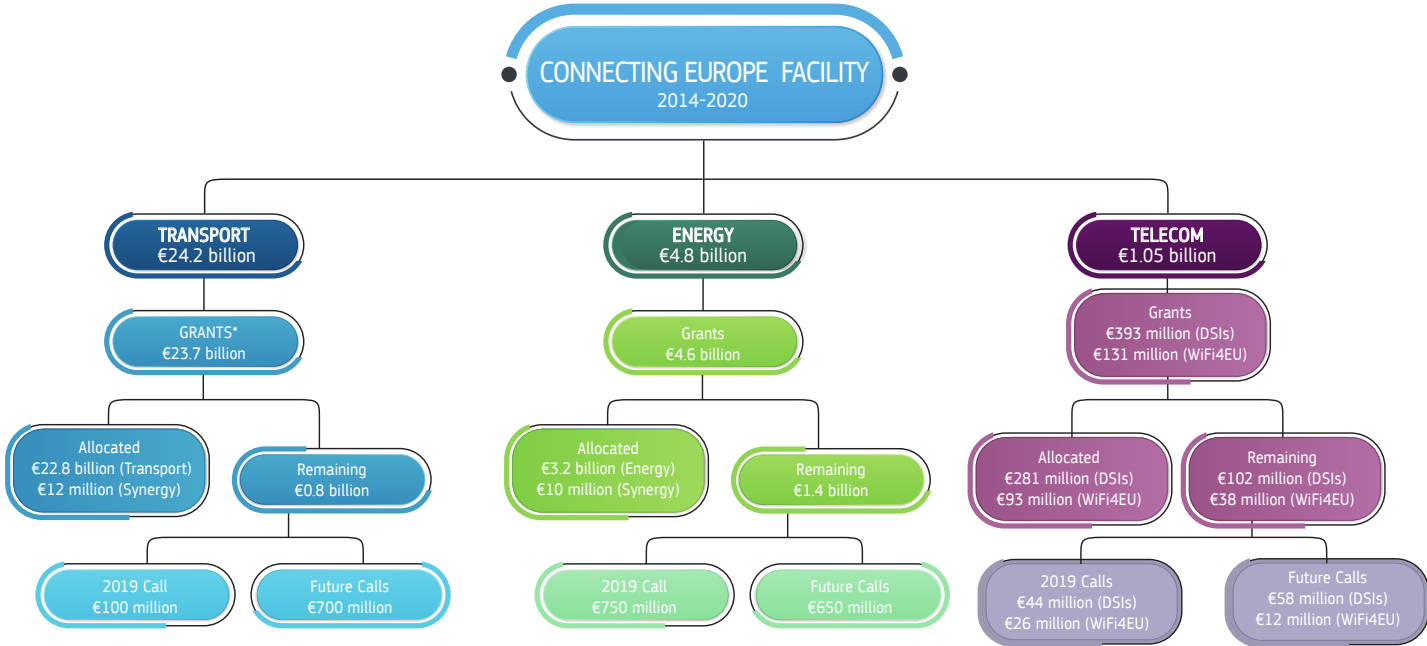 CONNECTING EUROPE FACILITY
2014-2020
TRANSPORT
€24.2 billion
ENERGY
€4.8 billion
TELECOM
€1.05 billion
GRANTS*
€23.7 billion
Grants
€4.6 billion
Grants
€393 million (DSIs)
€131 million (WiFi4EU)
Allocated
€22.8 billion (Transport)
€12 million (Synergy)
Remaining
€0.8 billion
Allocated
€3.2 billion (Energy)
€10 million (Synergy)
Remaining
€1.4 billion
Allocated
€281 million (DSIs)
€93 million (WiFi4EU)
Remaining
€102 million (DSIs)
€38 million (WiFi4EU)
2019 Call
€100 million
Future Calls
€700 million
2019 Call
€750 million
Future Calls
€650 million
2019 Calls
€44 million (DSIs)
€26 million (WiFi4EU)
Future Calls
€58 million (DSIs)
€12 million (WiFi4EU)